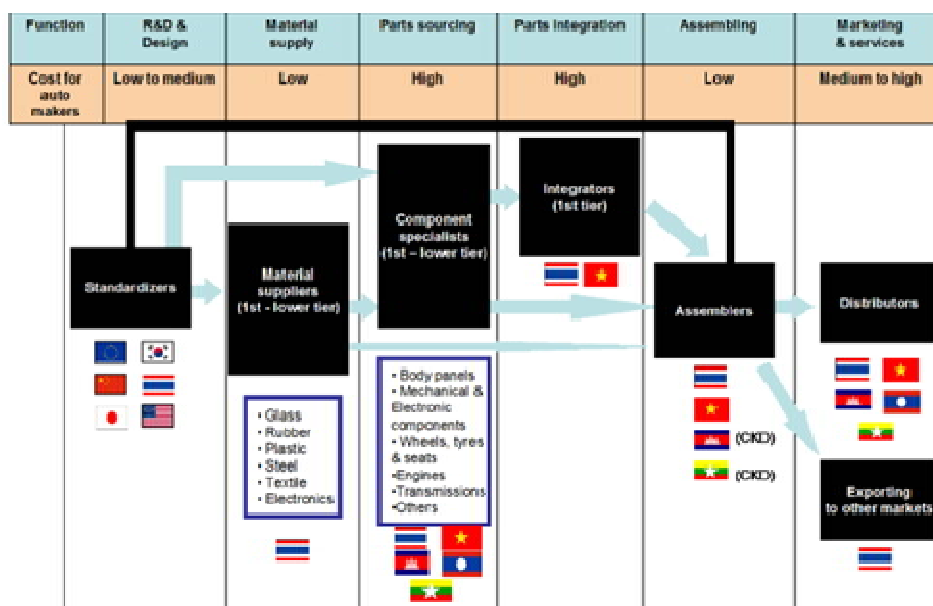 Function
R&D &
Design
Material
supply
Parts sourcing
Parts Integration
Assembling
Marketing
& services
Cost for
auto
makers
Low to medium
Low
High
High
Low
Medium to high
Standardizers
Material
suppliers
(1st - lower tier)
Component
specialists
(1st – lower tier)
Integrators
(1st tier)
Assemblers
Distributors
Exporting
to other markets
• Glass
• Rubber
• Plastic
• Steel
• Textile
• Electronics
• Body panels
• Mechanical &
Electronic
components
• Wheels, tyres
& seats
•Engines
•Transmissions
•Others
(CKD)
(CKD)